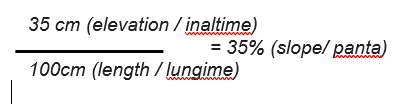 35 cm (elevation / inaltime)
= 35% (slope/ panta)
100cm (length / lungime)